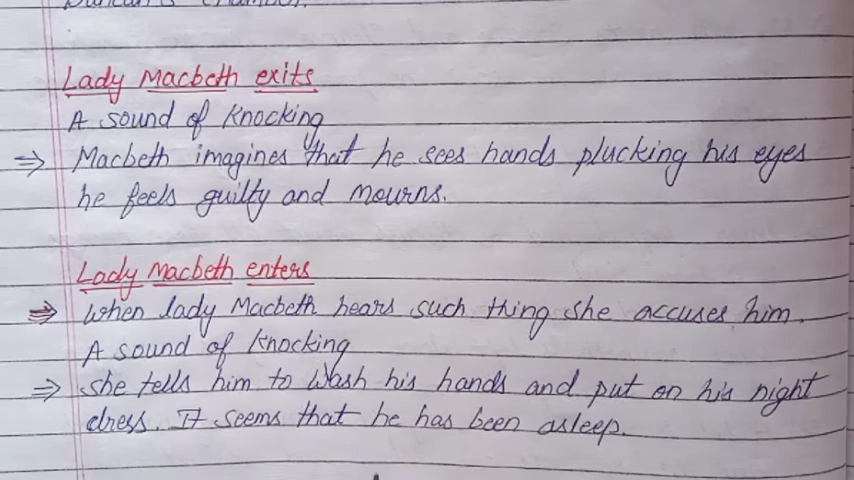 Duncan's chamber.
Lady Macbeth exits
A sound of knocking
⇒ Macbeth imagines that he sees hands plucking his eyes
he feels guilty and mourns.
Lady Macbeth enters
⇒ When lady Macbeth hears such thing she accuses him.
A sound of knocking
⇒ she tells him to wash his hands and put on his night
dress. It seems that he has been asleep.